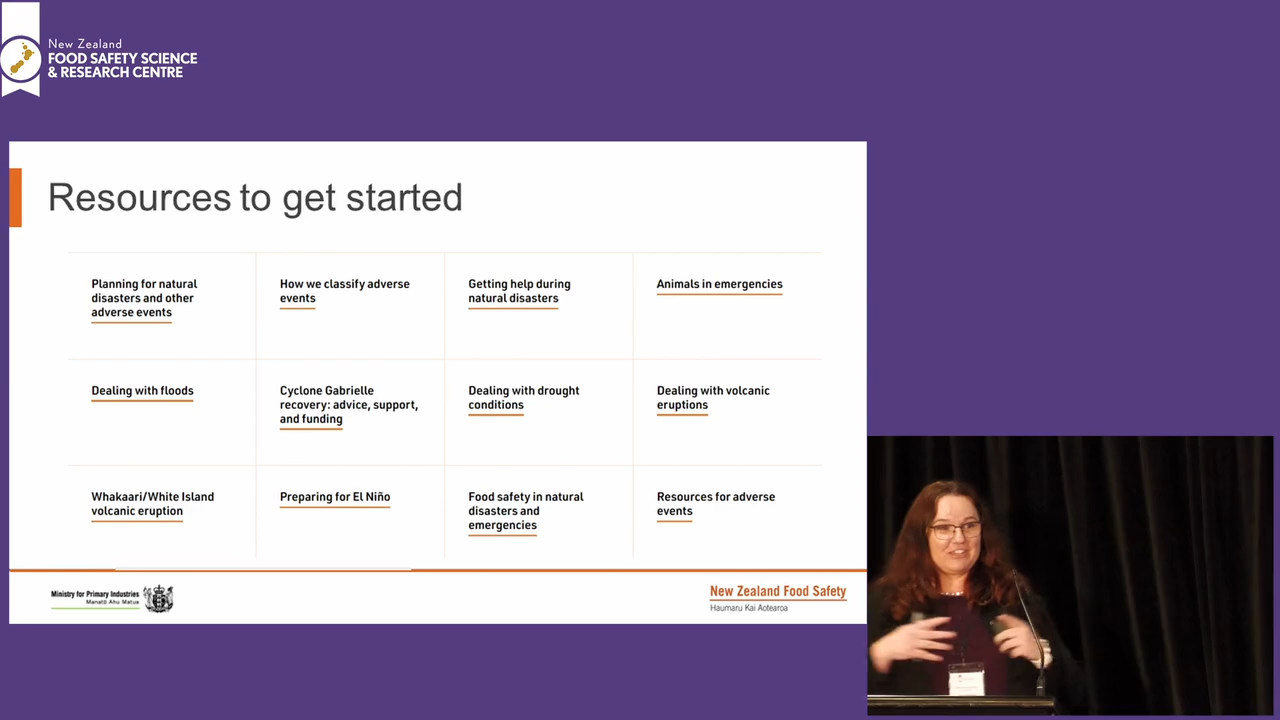 New Zealand
FOOD SAFETY SCIENCE
& RESEARCH CENTRE
Resources to get started
Planning for natural
disasters and other
adverse events
How we classify adverse
events
Getting help during
natural disasters
Animals in emergencies
Dealing with floods
Cyclone Gabrielle
recovery: advice, support,
and funding
Dealing with drought
conditions
Dealing with volcanic
eruptions
Whakaari/White Island
volcanic eruption
Preparing for El Niño
Food safety in natural
disasters and
emergencies
Resources for adverse
events
Ministry for Primary Industries
Manatū Ahu Matua
New Zealand Food Safety
Haumaru Kai Aotearoa